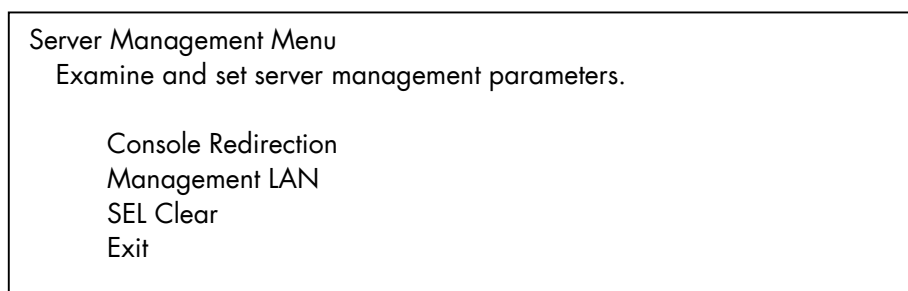 Server Management Menu
Examine and set server management parameters.
Console Redirection
Management LAN
SEL Clear
Exit